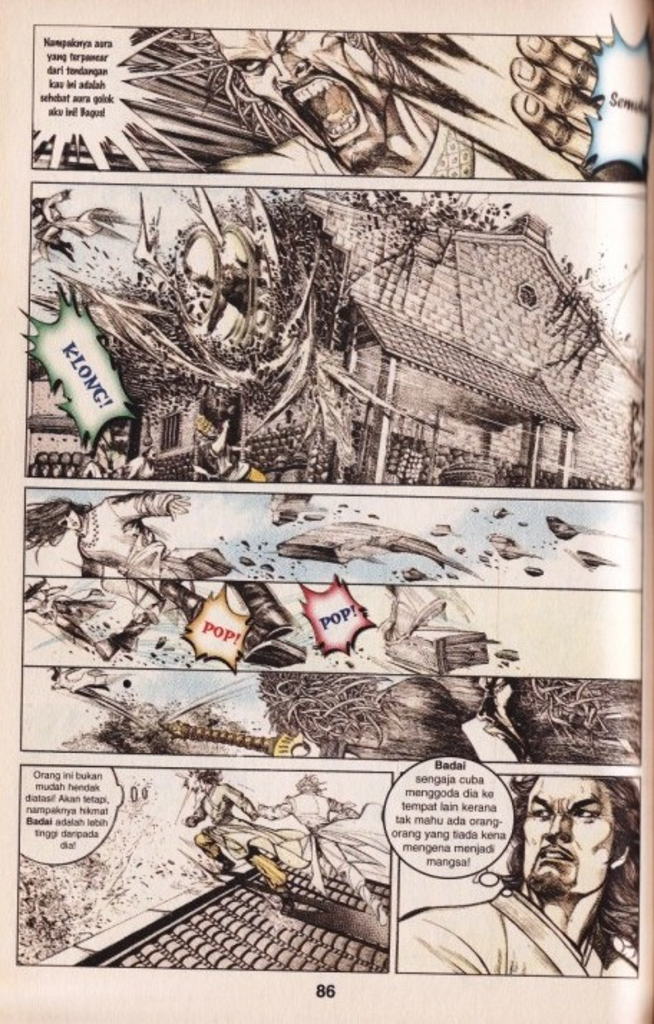 Nampaknya aura
yang terpancar
dari tendangan
kau ini adalah
sehebat aura golok
aku ini! Bagus!
KLONG!
POP!
POP!
Orang ini bukan
mudah hendak
diatasi! Akan tetapi,
nampaknya hikmat
Badai adalah lebih
tinggi daripada
dia!
Badai
sengaja cuba
menggoda dia ke
tempat lain kerana
tak mahu ada orang-
orang yang tiada kena
mengena menjadi
mangsa!
86